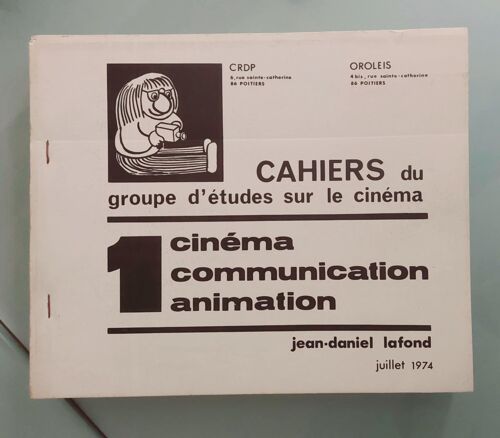 CRDP
6, rue sainte-catherine
86 POITIERS
OROLEIS
4 bis, rue sainte-catherine
86 POITIERS
CAHIERS du
groupe d'études sur le cinéma
1
cinéma
communication
animation
jean-daniel lafond
juillet 1974